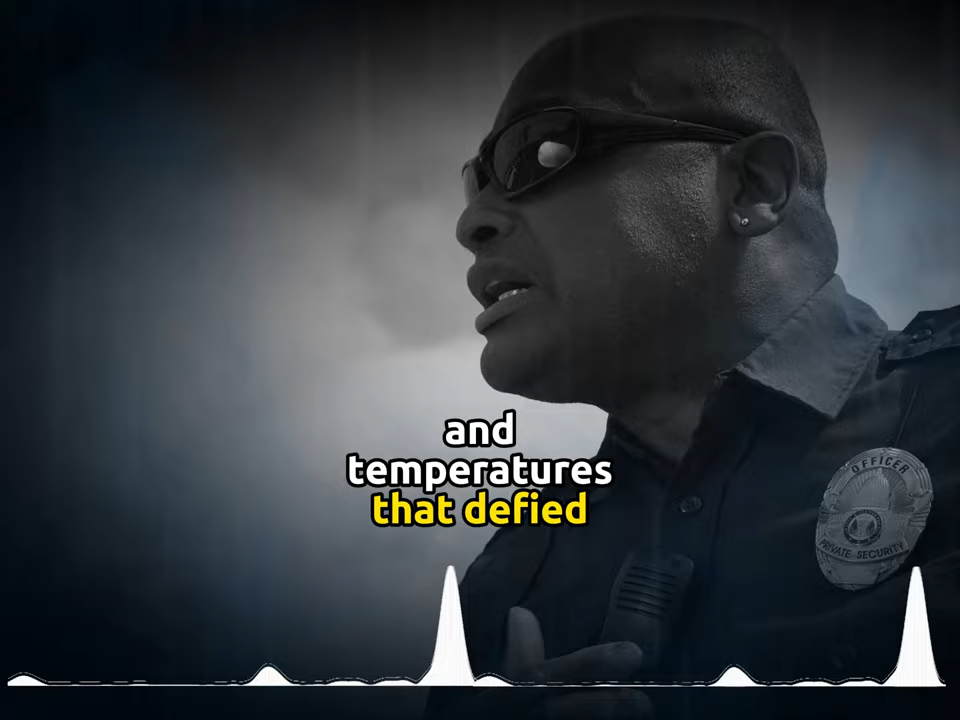 and
temperatures
that defied
OFFICER
PRIVATE SECURITY